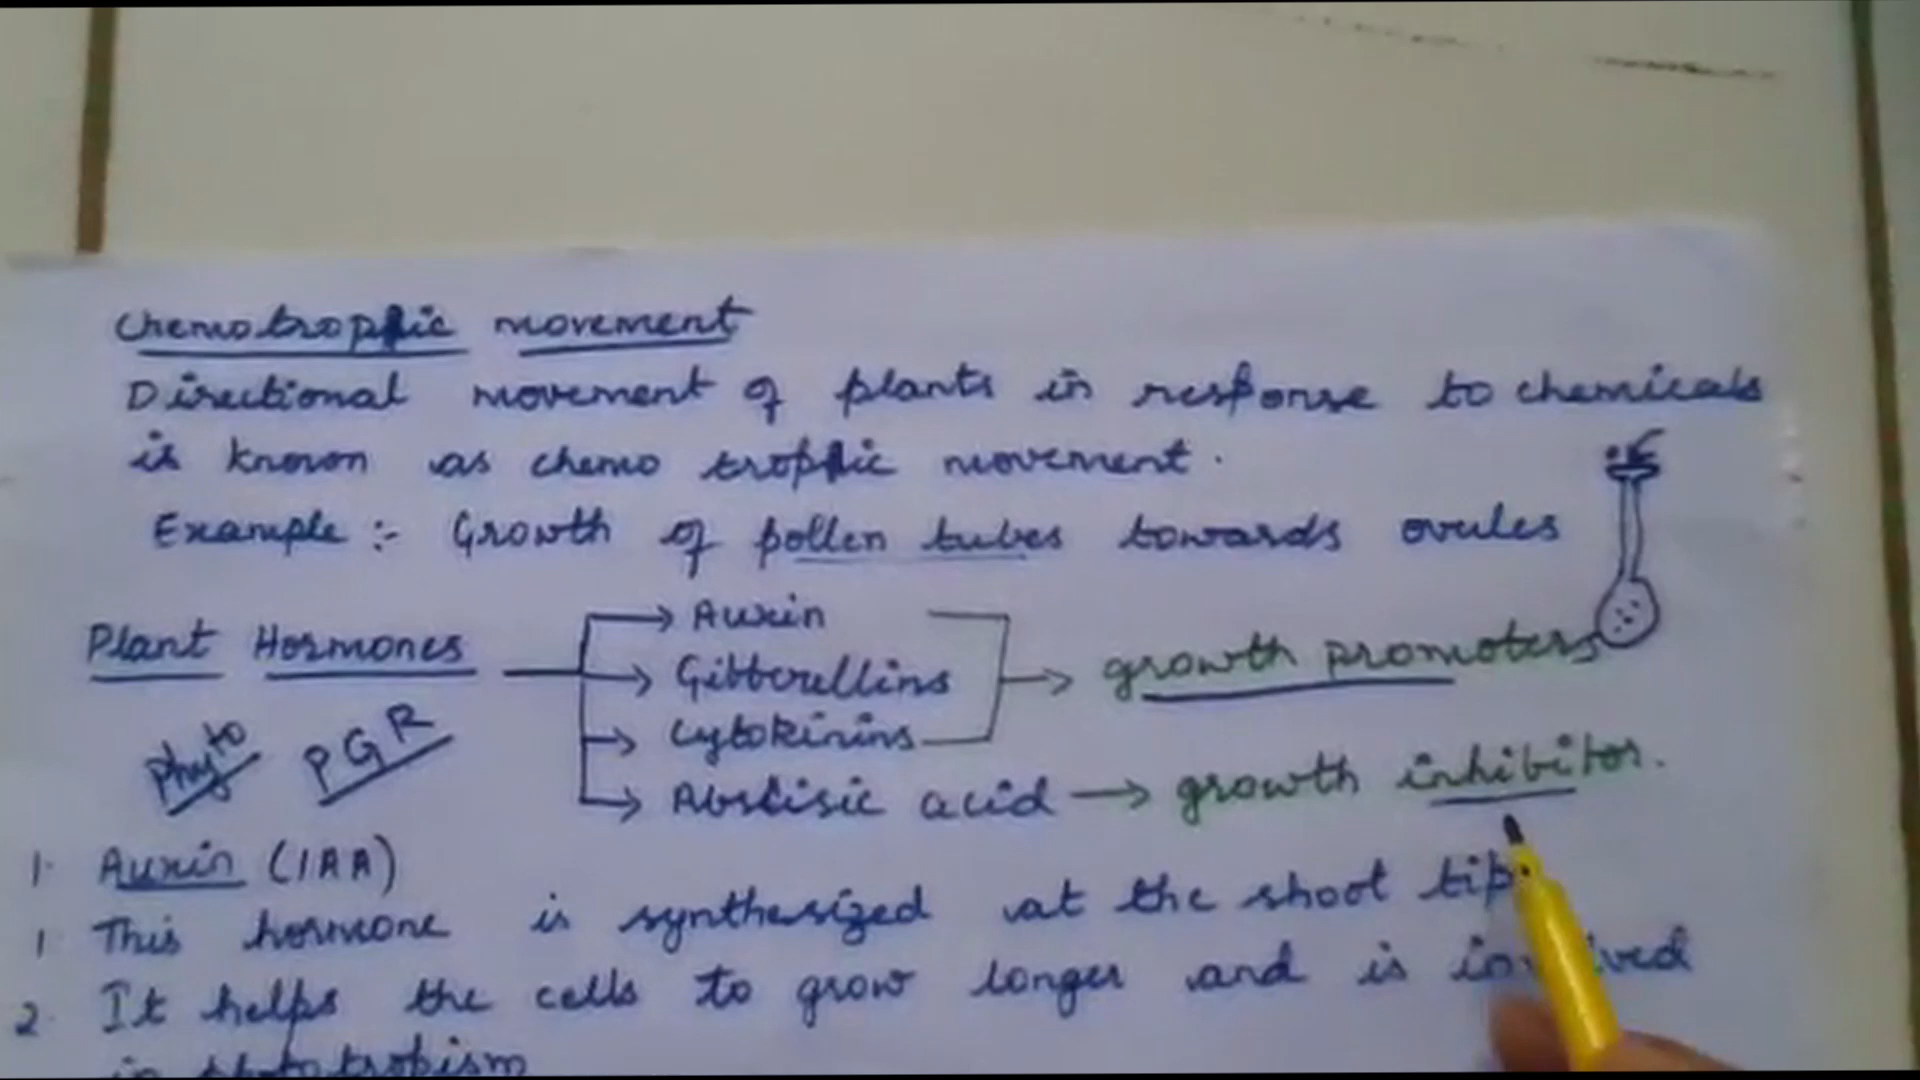 Chemotropic movement
Directional movement of plants in response to chemicals
is known as chemo tropic movement.
Example :- Growth of pollen tubes towards ovules
Plant Hormones → Auxin
→ Gibberellins → growth promoters
→ Cytokinins
→ Abscisic acid → growth inhibitor.
Phyto PGR
1. Auxin (IAA)
1 This hormone is synthesized at the shoot tip.
2. It helps the cells to grow longer and is involved
in phototropism